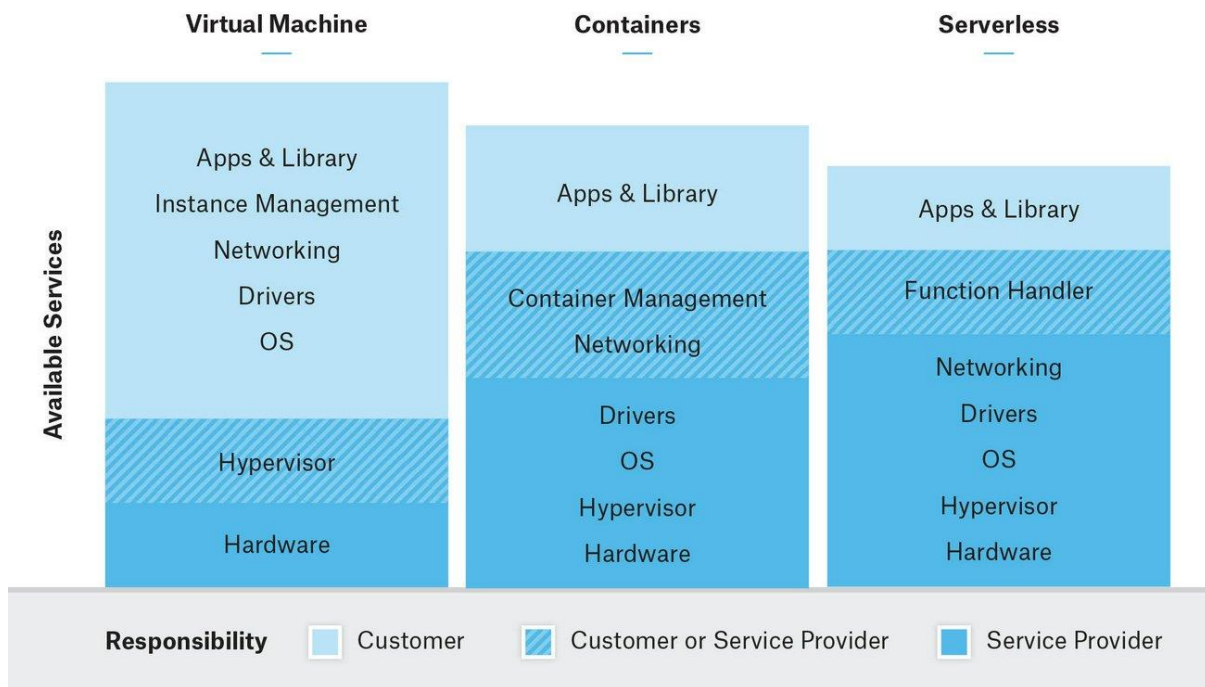 Virtual Machine
Containers
Serverless
Available Services
Apps & Library
Instance Management
Networking
Drivers
OS
Hypervisor
Hardware
Apps & Library
Container Management
Networking
Drivers
OS
Hypervisor
Hardware
Apps & Library
Function Handler
Networking
Drivers
OS
Hypervisor
Hardware
Responsibility
Customer
Customer or Service Provider
Service Provider